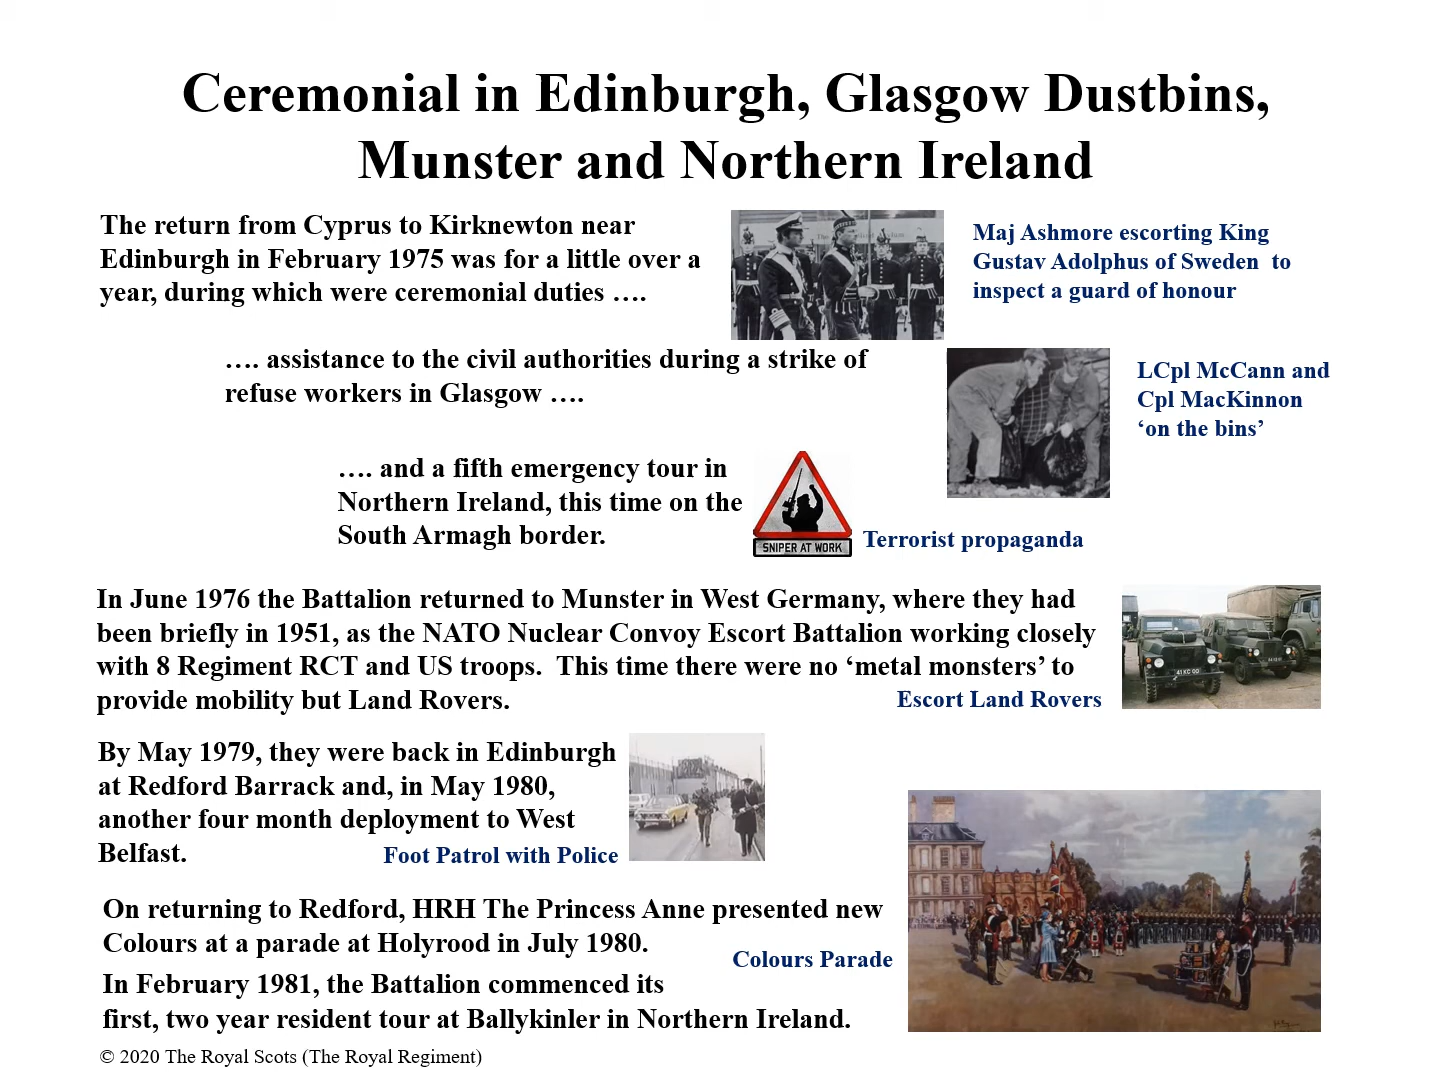 Ceremonial in Edinburgh, Glasgow Dustbins,
Munster and Northern Ireland
The return from Cyprus to Kirknewton near
Edinburgh in February 1975 was for a little over a
year, during which were ceremonial duties ….
Maj Ashmore escorting King
Gustav Adolphus of Sweden  to
inspect a guard of honour
…. assistance to the civil authorities during a strike of
refuse workers in Glasgow ….
LCpl McCann and
Cpl MacKinnon
‘on the bins’
…. and a fifth emergency tour in
Northern Ireland, this time on the
South Armagh border.
SNIPER AT WORK
Terrorist propaganda
In June 1976 the Battalion returned to Munster in West Germany, where they had
been briefly in 1951, as the NATO Nuclear Convoy Escort Battalion working closely
with 8 Regiment RCT and US troops.  This time there were no ‘metal monsters’ to
provide mobility but Land Rovers.
Escort Land Rovers
By May 1979, they were back in Edinburgh
at Redford Barrack and, in May 1980,
another four month deployment to West
Belfast.
Foot Patrol with Police
On returning to Redford, HRH The Princess Anne presented new
Colours at a parade at Holyrood in July 1980.
Colours Parade
In February 1981, the Battalion commenced its
first, two year resident tour at Ballykinler in Northern Ireland.
© 2020 The Royal Scots (The Royal Regiment)